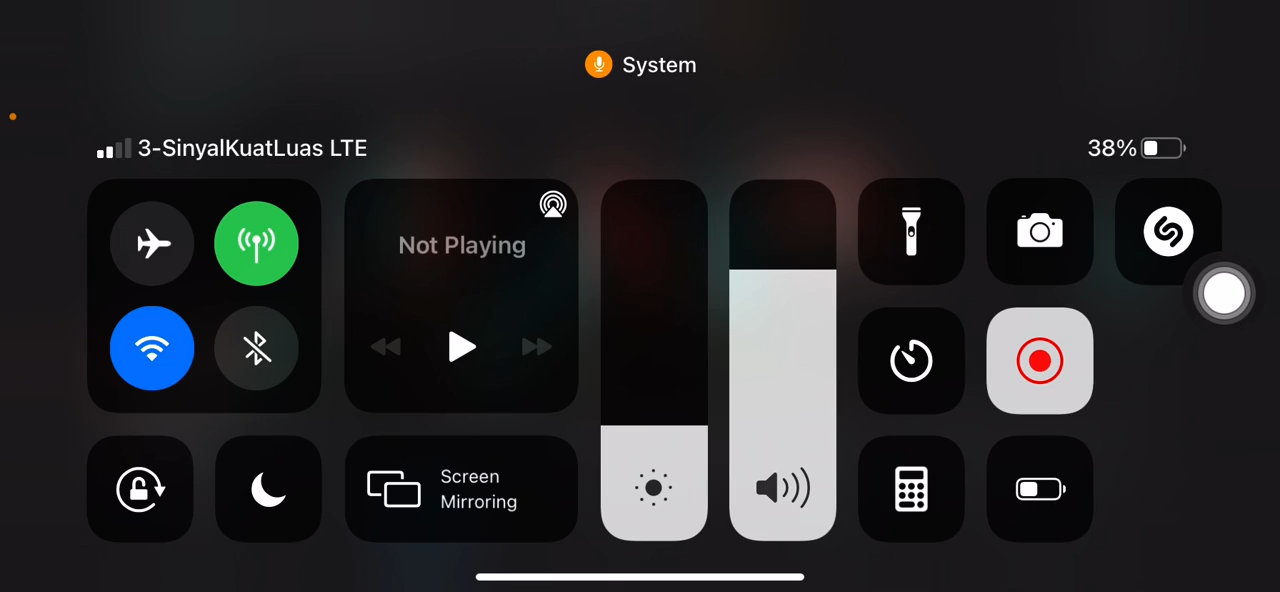 System
3-SinyalKuatLuas LTE
38%
Not Playing
Screen
Mirroring